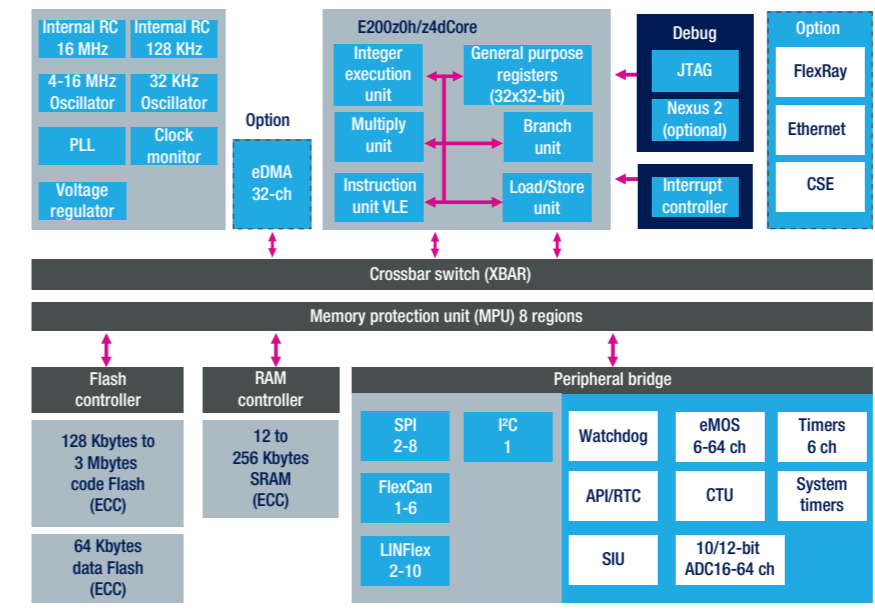 Internal RC
16 MHz
Internal RC
128 KHz
4-16 MHz
Oscillator
32 KHz
Oscillator
PLL
Clock
monitor
Voltage
regulator
Option
eDMA
32-ch
E200z0h/z4dCore
Integer
execution
unit
General purpose
registers
(32x32-bit)
Multiply
unit
Branch
unit
Instruction
unit VLE
Load/Store
unit
Debug
JTAG
Nexus 2
(optional)
Interrupt
controller
Option
FlexRay
Ethernet
CSE
Crossbar switch (XBAR)
Memory protection unit (MPU) 8 regions
Flash
controller
128 Kbytes to
3 Mbytes
code Flash
(ECC)
64 Kbytes
data Flash
(ECC)
RAM
controller
12 to
256 Kbytes
SRAM
(ECC)
Peripheral bridge
SPI
2-8
I²C
1
FlexCan
1-6
LINFlex
2-10
Watchdog
eMOS
6-64 ch
Timers
6 ch
API/RTC
CTU
System
timers
SIU
10/12-bit
ADC16-64 ch